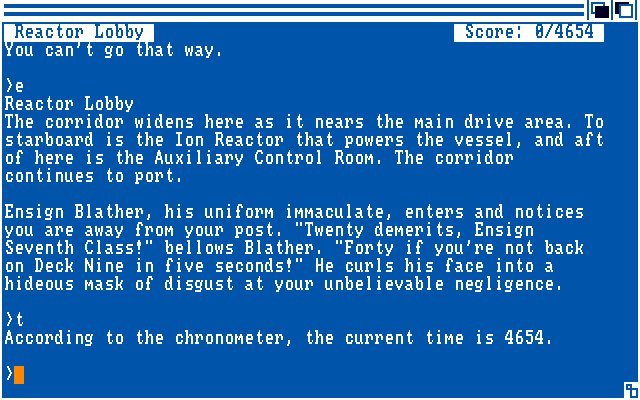 Reactor Lobby Score: 0/4654
You can't go that way.
>e
Reactor Lobby
The corridor widens here as it nears the main drive area. To
starboard is the Ion Reactor that powers the vessel, and aft
of here is the Auxiliary Control Room. The corridor
continues to port.
Ensign Blather, his uniform immaculate, enters and notices
you are away from your post. "Twenty demerits, Ensign
Seventh Class!" bellows Blather. "Forty if you're not back
on Deck Nine in five seconds!" He curls his face into a
hideous mask of disgust at your unbelievable negligence.
>t
According to the chronometer, the current time is 4654.
>